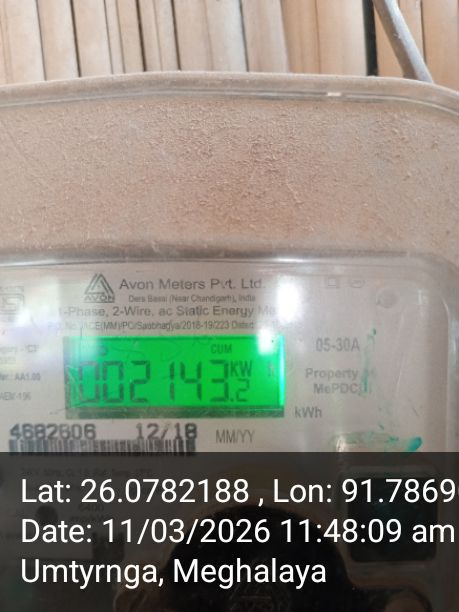 Avon Meters Pvt. Ltd.
AVON
Dera Bassi (Near Chandigarh), India
1-Phase, 2-Wire, ac Static Energy Me
05-30A
CUM
002143.2 KW
Property
MePDC
kWh
4682606 12/18 MM/YY
6400
Lat: 26.0782188 , Lon: 91.7869
Date: 11/03/2026 11:48:09 am
Umtyrnga, Meghalaya